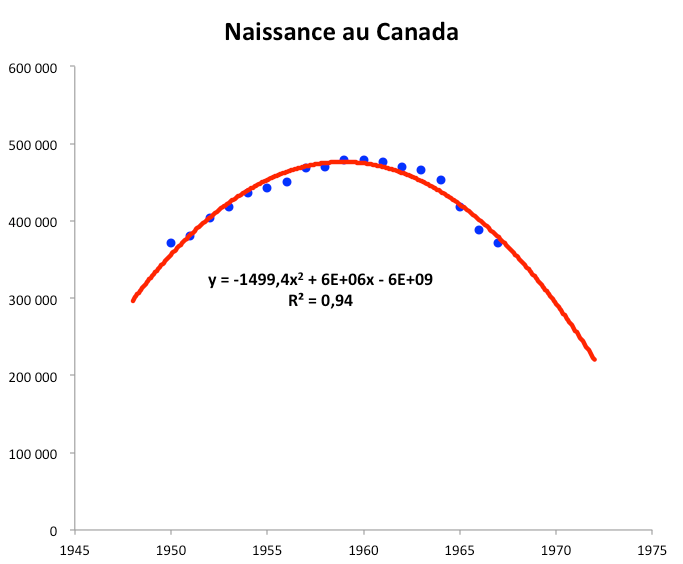 Naissance au Canada
600 000
500 000
400 000
300 000
200 000
100 000
0
y = -1499,4x² + 6E+06x - 6E+09
R² = 0,94
1945 1950 1955 1960 1965 1970 1975